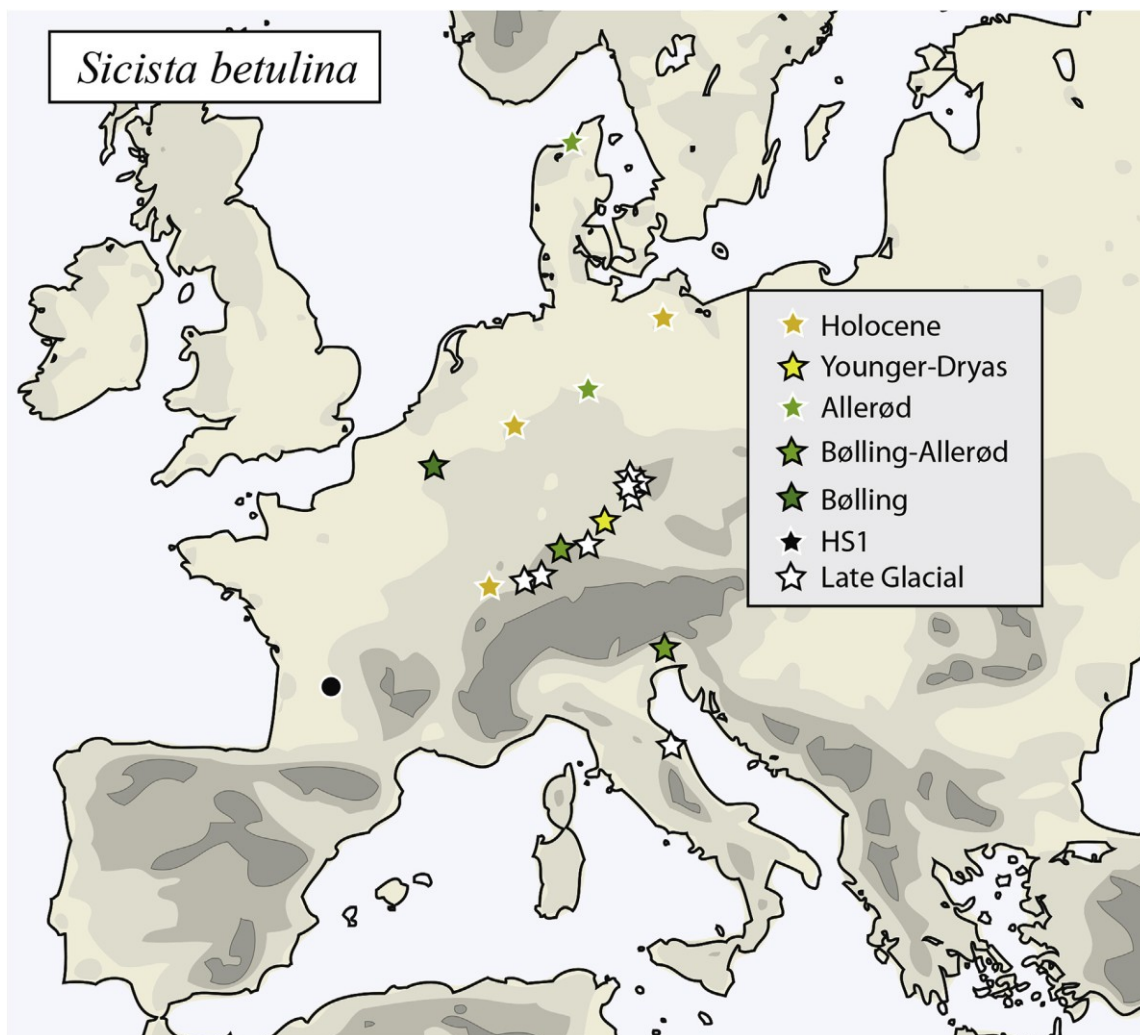 Sicista betulina
Holocene
Younger-Dryas
Allerød
Bølling-Allerød
Bølling
HS1
Late Glacial